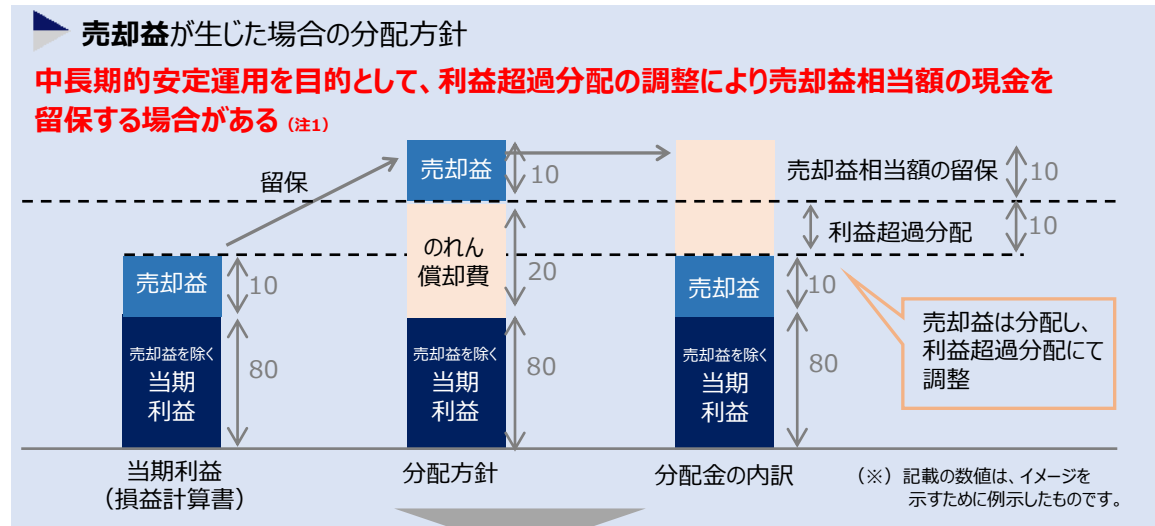 売却益が生じた場合の分配方針
中長期的安定運用を目的として、利益超過分配の調整により売却益相当額の現金を
留保する場合がある（注1）
留保
売却益
10
売却益相当額の留保
10
のれん
償却費
20
利益超過分配
10
売却益
10
売却益
10
売却益は分配し、
利益超過分配にて
調整
売却益を除く
当期
利益
80
売却益を除く
当期
利益
80
売却益を除く
当期
利益
80
当期利益
（損益計算書）
分配方針
分配金の内訳
（※）記載の数値は、イメージを
示すために例示したものです。